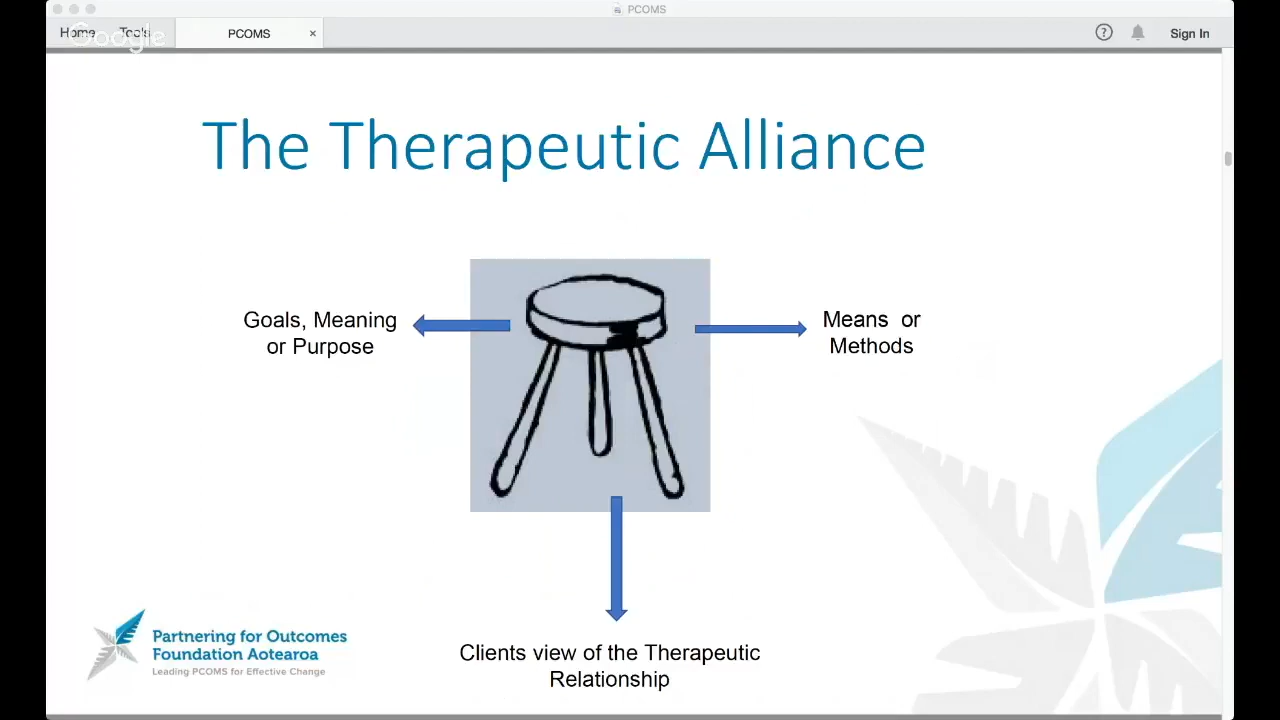 PCOMS
Home Tools PCOMS × ? Sign In
Google
The Therapeutic Alliance
Goals, Meaning
or Purpose
Means or
Methods
Clients view of the Therapeutic
Relationship
Partnering for Outcomes
Foundation Aotearoa
Leading PCOMS for Effective Change